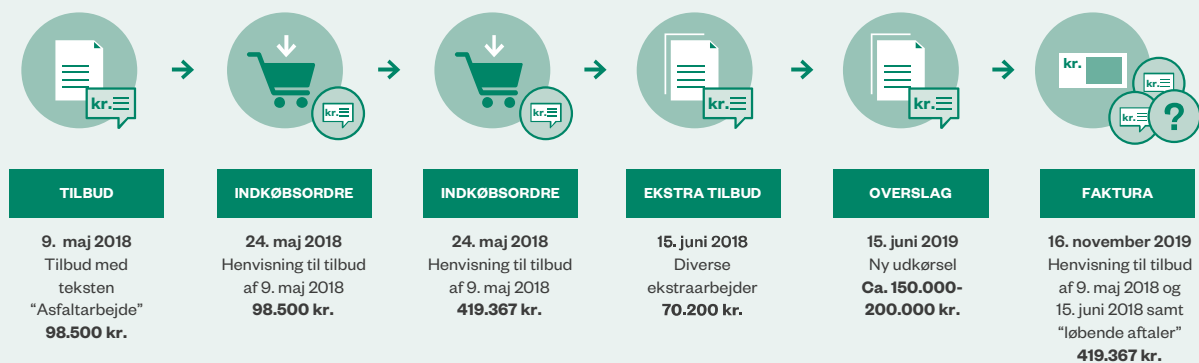 kr.
kr.
kr.
kr.
kr.
kr.
kr.
kr.
?
TILBUD
9. maj 2018
Tilbud med
teksten
“Asfaltarbejde”
98.500 kr.
INDKØBSORDRE
24. maj 2018
Henvisning til tilbud
af 9. maj 2018
98.500 kr.
INDKØBSORDRE
24. maj 2018
Henvisning til tilbud
af 9. maj 2018
419.367 kr.
EKSTRA TILBUD
15. juni 2018
Diverse
ekstraarbejder
70.200 kr.
OVERSLAG
15. juni 2019
Ny udkørsel
Ca. 150.000-
200.000 kr.
FAKTURA
16. november 2019
Henvisning til tilbud
af 9. maj 2018 og
15. juni 2018 samt
“løbende aftaler”
419.367 kr.